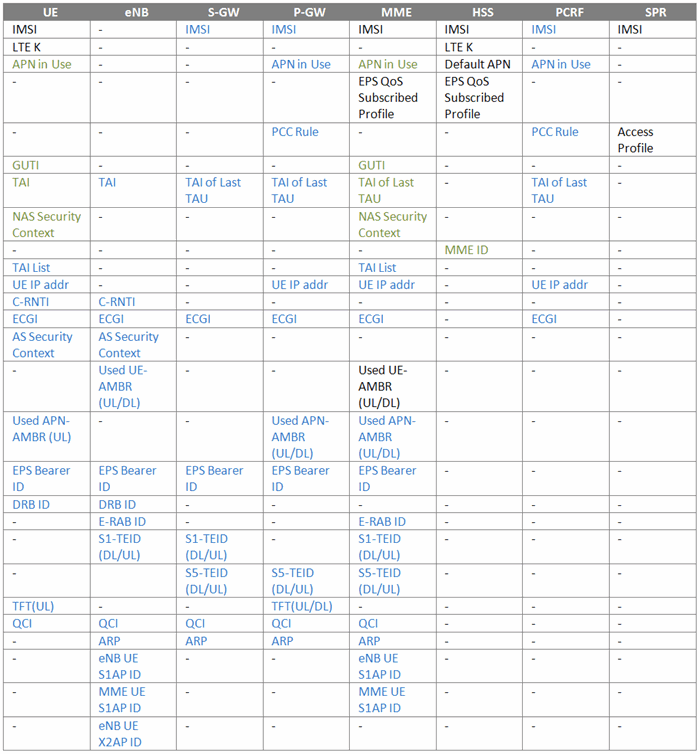 UE eNB S-GW P-GW MME HSS PCRF SPR
IMSI - IMSI IMSI IMSI IMSI IMSI IMSI
LTE K - - - - LTE K - -
APN in Use - - APN in Use APN in Use Default APN APN in Use -
- - - - EPS QoS Subscribed Profile EPS QoS Subscribed Profile - -
- - - PCC Rule - - PCC Rule Access Profile
GUTI - - - GUTI - - -
TAI TAI TAI of Last TAU TAI of Last TAU TAI of Last TAU - TAI of Last TAU -
NAS Security Context - - - NAS Security Context - - -
- - - - - MME ID - -
TAI List - - - TAI List - - -
UE IP addr - - UE IP addr UE IP addr - UE IP addr -
C-RNTI C-RNTI - - - - - -
ECGI ECGI ECGI ECGI ECGI - ECGI -
AS Security Context AS Security Context - - - - - -
- Used UE-AMBR (UL/DL) - - Used UE-AMBR (UL/DL) - - -
Used APN-AMBR (UL) - - Used APN-AMBR (UL/DL) Used APN-AMBR (UL/DL) - - -
EPS Bearer ID EPS Bearer ID EPS Bearer ID EPS Bearer ID EPS Bearer ID - - -
DRB ID DRB ID - - - - - -
- E-RAB ID - - E-RAB ID - - -
- S1-TEID (DL/UL) S1-TEID (DL/UL) - S1-TEID (DL/UL) - - -
- - S5-TEID (DL/UL) S5-TEID (DL/UL) S5-TEID (DL/UL) - - -
TFT(UL) - - TFT(UL/DL) - - - -
QCI QCI QCI QCI QCI - - -
- ARP ARP ARP ARP - - -
- eNB UE S1AP ID - - eNB UE S1AP ID - - -
- MME UE S1AP ID - - MME UE S1AP ID - - -
- eNB UE X2AP ID - - - - - -